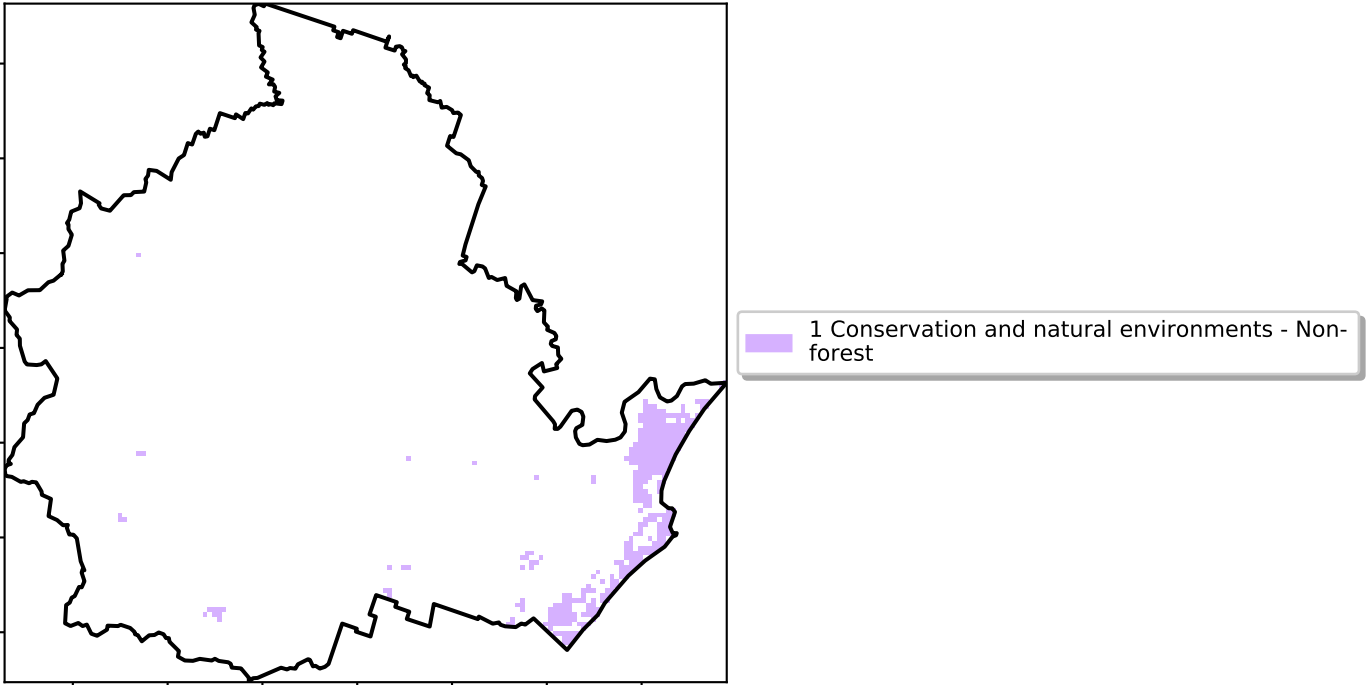 1 Conservation and natural environments - Non-
forest